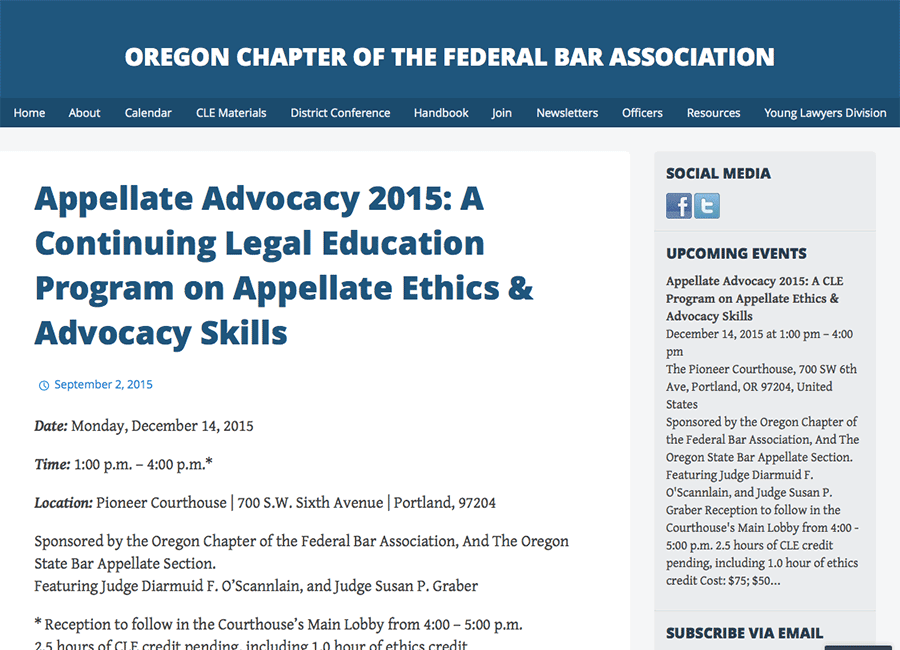 OREGON CHAPTER OF THE FEDERAL BAR ASSOCIATION
Home About Calendar CLE Materials District Conference Handbook Join Newsletters Officers Resources Young Lawyers Division
Appellate Advocacy 2015: A
Continuing Legal Education
Program on Appellate Ethics &
Advocacy Skills
September 2, 2015
Date: Monday, December 14, 2015
Time: 1:00 p.m. – 4:00 p.m.*
Location: Pioneer Courthouse | 700 S.W. Sixth Avenue | Portland, 97204
Sponsored by the Oregon Chapter of the Federal Bar Association, And The Oregon
State Bar Appellate Section.
Featuring Judge Diarmuid F. O’Scannlain, and Judge Susan P. Graber
* Reception to follow in the Courthouse’s Main Lobby from 4:00 – 5:00 p.m.
2.5 hours of CLE credit pending, including 1.0 hour of ethics credit
SOCIAL MEDIA
f t
UPCOMING EVENTS
Appellate Advocacy 2015: A CLE
Program on Appellate Ethics &
Advocacy Skills
December 14, 2015 at 1:00 pm – 4:00
pm
The Pioneer Courthouse, 700 SW 6th
Ave, Portland, OR 97204, United
States
Sponsored by the Oregon Chapter of
the Federal Bar Association, And The
Oregon State Bar Appellate Section.
Featuring Judge Diarmuid F.
O'Scannlain, and Judge Susan P.
Graber Reception to follow in the
Courthouse's Main Lobby from 4:00 -
5:00 p.m. 2.5 hours of CLE credit
pending, including 1.0 hour of ethics
credit Cost: $75; $50...
SUBSCRIBE VIA EMAIL